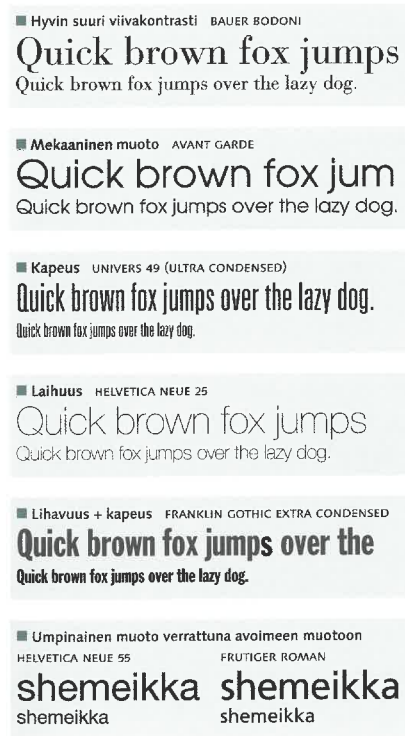 Hyvin suuri viivakontrasti BAUER BODONI
Quick brown fox jumps
Quick brown fox jumps over the lazy dog.
Mekaaninen muoto AVANT GARDE
Quick brown fox jum
Quick brown fox jumps over the lazy dog.
Kapeus UNIVERS 49 (ULTRA CONDENSED)
Quick brown fox jumps over the lazy dog.
Quick brown fox jumps over the lazy dog.
Laihuus HELVETICA NEUE 25
Quick brown fox jumps
Quick brown fox jumps over the lazy dog.
Lihavuus + kapeus FRANKLIN GOTHIC EXTRA CONDENSED
Quick brown fox jumps over the
Quick brown fox jumps over the lazy dog.
Umpinainen muoto verrattuna avoimeen muotoon
HELVETICA NEUE 55 FRUTIGER ROMAN
shemeikka shemeikka
shemeikka shemeikka